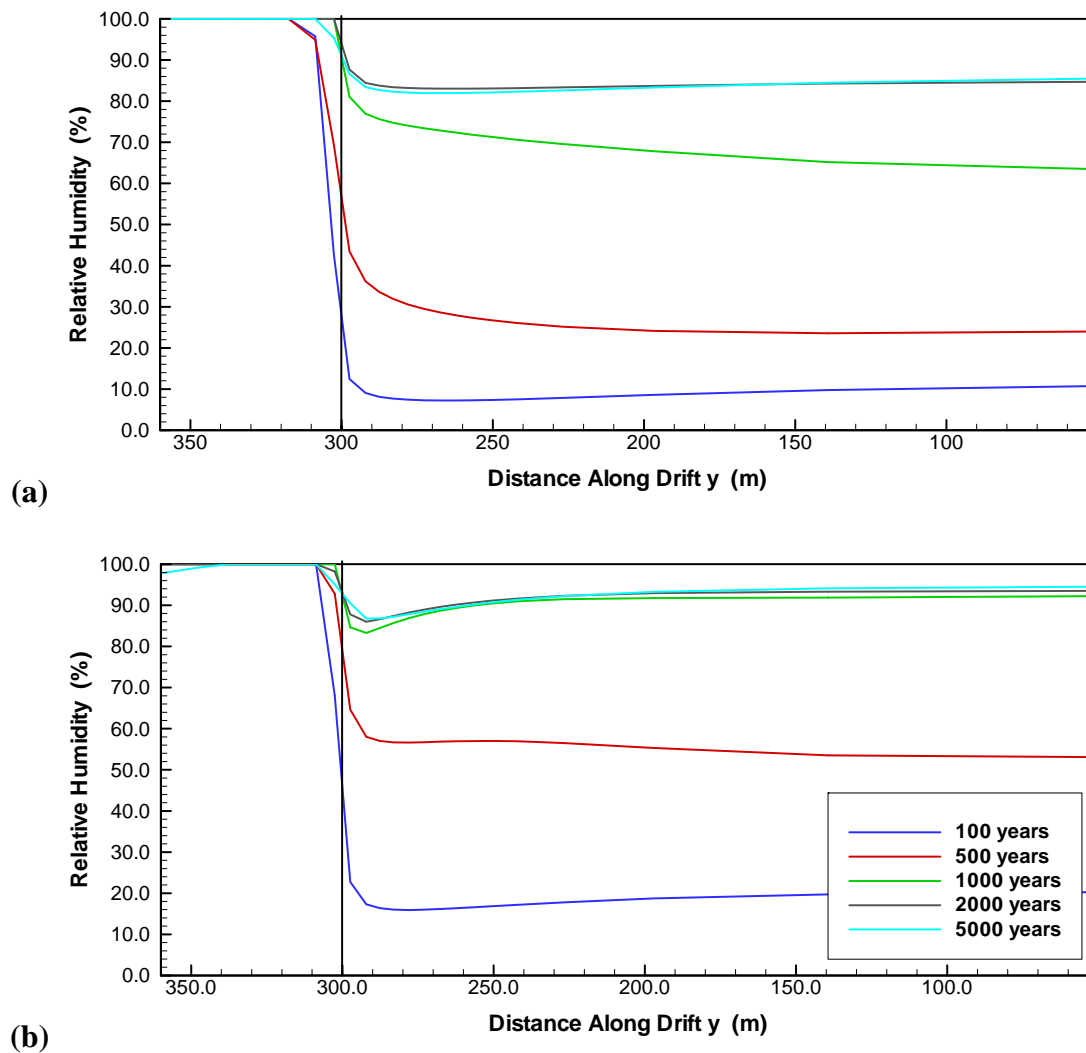 100.0
90.0
80.0
70.0
60.0
50.0
40.0
30.0
20.0
10.0
0.0
Relative Humidity (%)
350 300 250 200 150 100
Distance Along Drift y (m)
(a)
100.0
90.0
80.0
70.0
60.0
50.0
40.0
30.0
20.0
10.0
0.0
Relative Humidity (%)
100 years
500 years
1000 years
2000 years
5000 years
350.0 300.0 250.0 200.0 150.0 100.0
Distance Along Drift y (m)
(b)